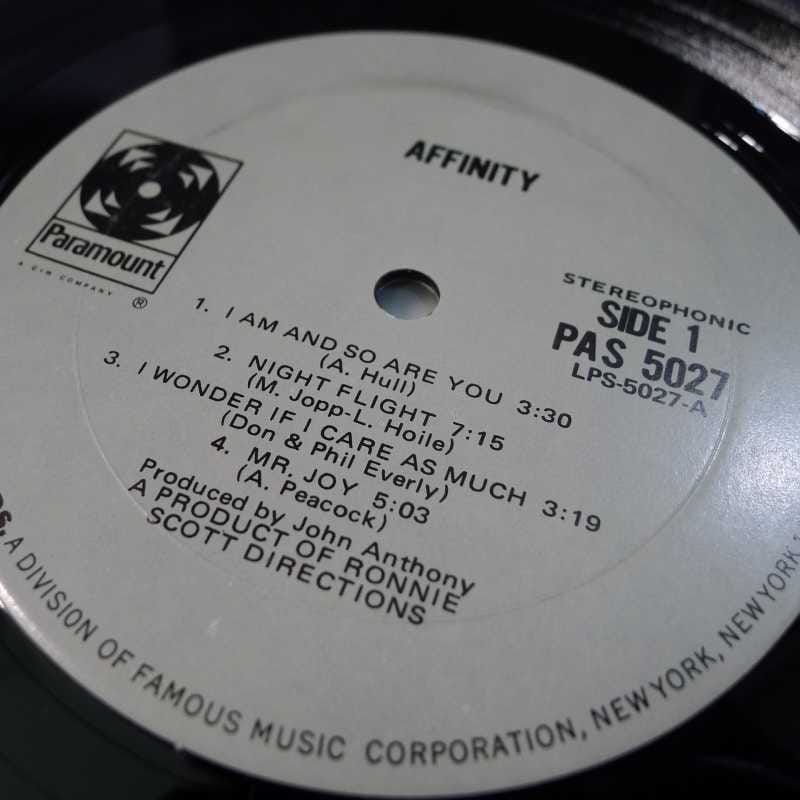 AFFINITY
Paramount
A G+W COMPANY
®
STEREOPHONIC
SIDE 1
PAS 5027
LPS-5027-A
1. I AM AND SO ARE YOU 3:30
(A. Hull)
2. NIGHT FLIGHT 7:15
(M. Jopp-L. Hoile)
3. I WONDER IF I CARE AS MUCH 3:19
(Don & Phil Everly)
4. MR. JOY 5:03
(A. Peacock)
Produced by John Anthony
A PRODUCT OF RONNIE
SCOTT DIRECTIONS
A DIVISION OF FAMOUS MUSIC CORPORATION, NEW YORK, NEW YORK